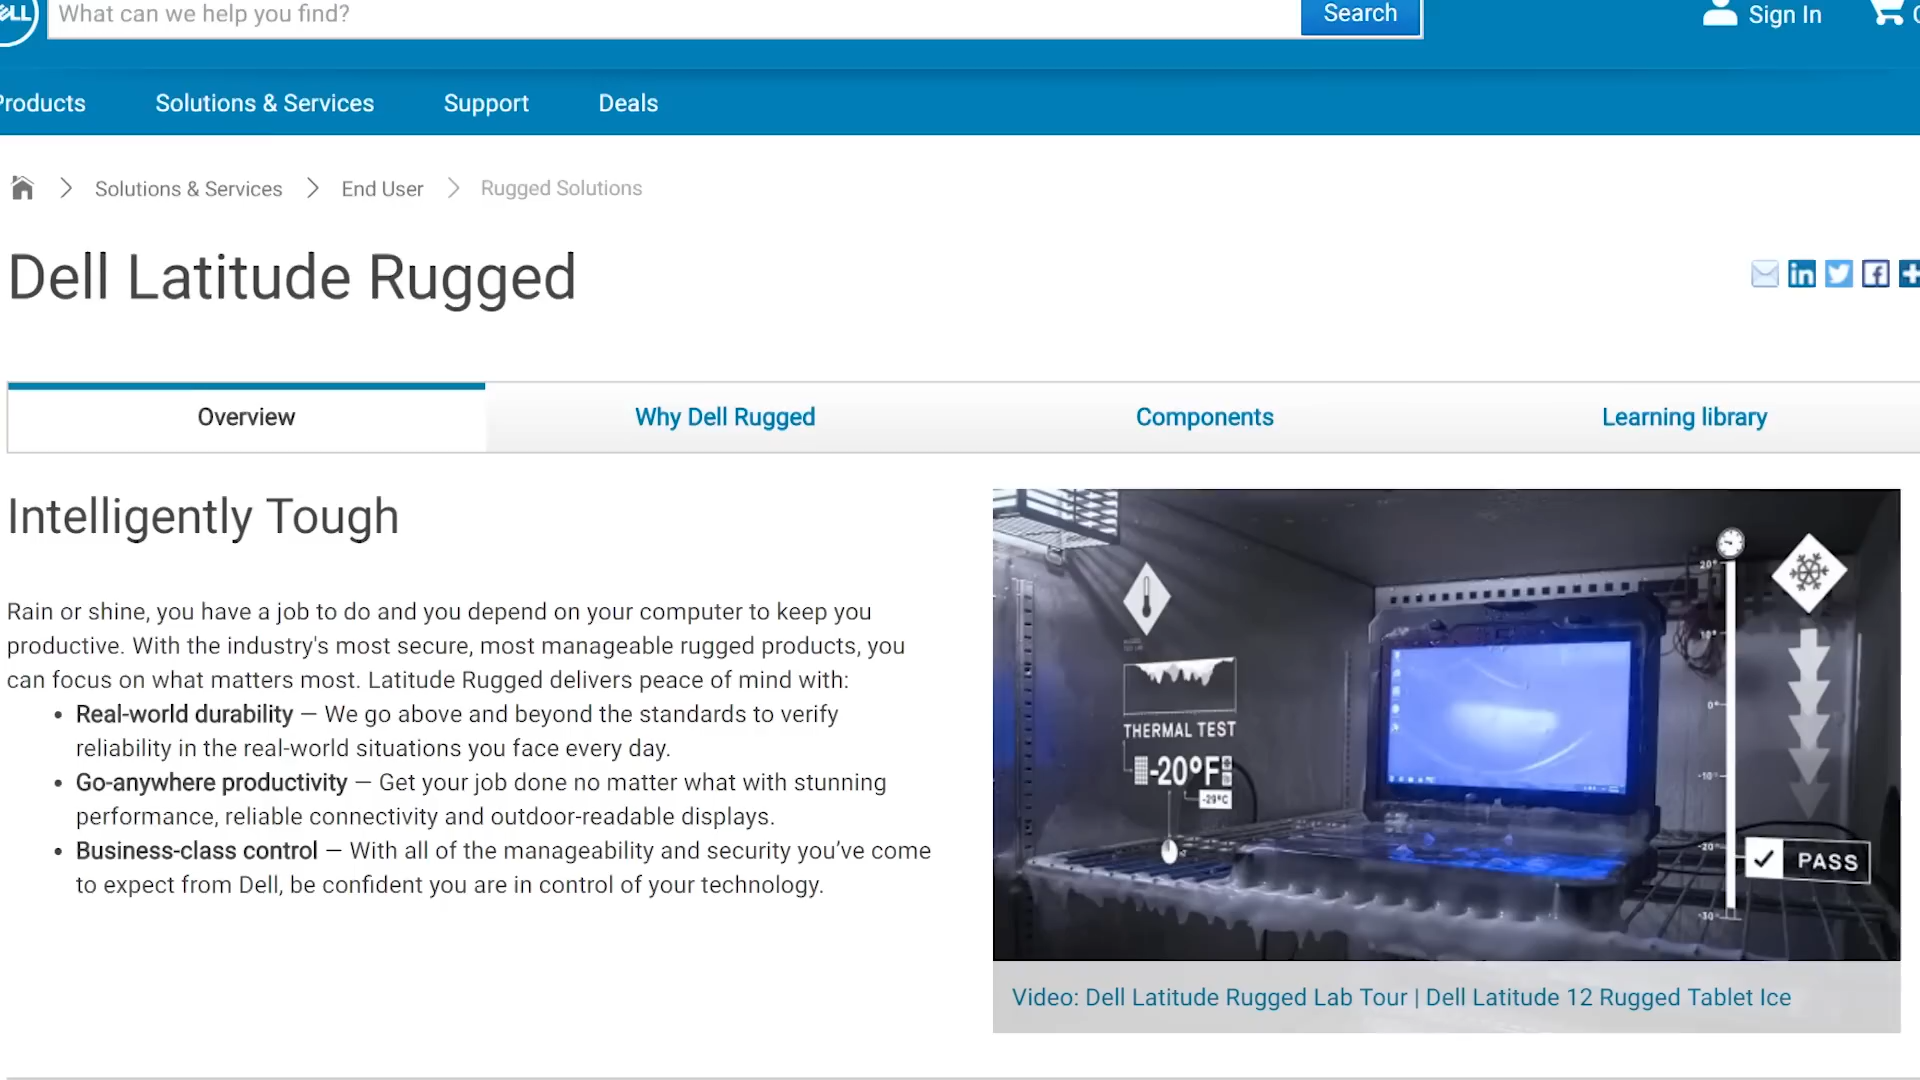 What can we help you find?
Search
Sign In
Products
Solutions & Services
Support
Deals
Solutions & Services
End User
Rugged Solutions
Dell Latitude Rugged
Overview
Why Dell Rugged
Components
Learning library
Intelligently Tough
Rain or shine, you have a job to do and you depend on your computer to keep you
productive. With the industry's most secure, most manageable rugged products, you
can focus on what matters most. Latitude Rugged delivers peace of mind with:
• Real-world durability — We go above and beyond the standards to verify
reliability in the real-world situations you face every day.
• Go-anywhere productivity — Get your job done no matter what with stunning
performance, reliable connectivity and outdoor-readable displays.
• Business-class control — With all of the manageability and security you’ve come
to expect from Dell, be confident you are in control of your technology.
THERMAL TEST
-20°F
-29°C
20°
10°
0°
-10°
-20°
-30°
PASS
Video: Dell Latitude Rugged Lab Tour | Dell Latitude 12 Rugged Tablet Ice